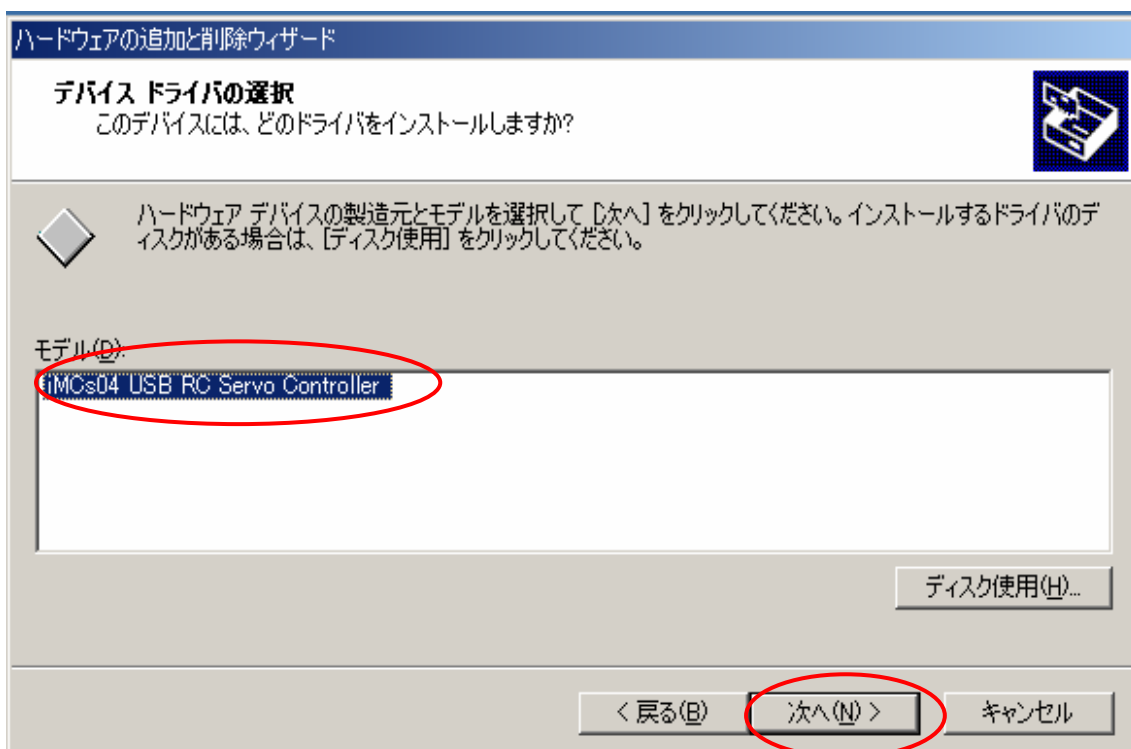 ハードウェアの追加と削除ウィザード
デバイス ドライバの選択
このデバイスには、どのドライバをインストールしますか?
ハードウェア デバイスの製造元とモデルを選択して [次へ] をクリックしてください。インストールするドライバのデ
ィスクがある場合は、[ディスク使用] をクリックしてください。
モデル(D):
iMCs04 USB RC Servo Controller
ディスク使用(H)...
< 戻る(B) 次へ(N) > キャンセル